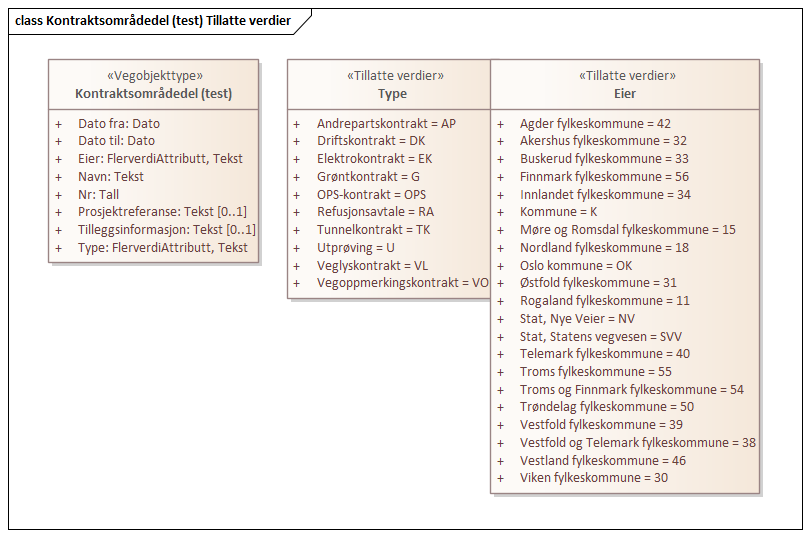 class Kontraktsområdedel (test) Tillatte verdier
«Vegobjekttype»
Kontraktsområdedel (test)
+ Dato fra: Dato
+ Dato til: Dato
+ Eier: FlerverdiAttributt, Tekst
+ Navn: Tekst
+ Nr: Tall
+ Prosjektreferanse: Tekst [0..1]
+ Tilleggsinformasjon: Tekst [0..1]
+ Type: FlerverdiAttributt, Tekst
«Tillatte verdier»
Type
+ Andrepartskontrakt = AP
+ Driftskontrakt = DK
+ Elektrokontrakt = EK
+ Grøntkontrakt = G
+ OPS-kontrakt = OPS
+ Refusjonsavtale = RA
+ Tunnelkontrakt = TK
+ Utprøving = U
+ Veglyskontrakt = VL
+ Vegoppmerkingskontrakt = VO
«Tillatte verdier»
Eier
+ Agder fylkeskommune = 42
+ Akershus fylkeskommune = 32
+ Buskerud fylkeskommune = 33
+ Finnmark fylkeskommune = 56
+ Innlandet fylkeskommune = 34
+ Kommune = K
+ Møre og Romsdal fylkeskommune = 15
+ Nordland fylkeskommune = 18
+ Oslo kommune = OK
+ Østfold fylkeskommune = 31
+ Rogaland fylkeskommune = 11
+ Stat, Nye Veier = NV
+ Stat, Statens vegvesen = SVV
+ Telemark fylkeskommune = 40
+ Troms fylkeskommune = 55
+ Troms og Finnmark fylkeskommune = 54
+ Trøndelag fylkeskommune = 50
+ Vestfold fylkeskommune = 39
+ Vestfold og Telemark fylkeskommune = 38
+ Vestland fylkeskommune = 46
+ Viken fylkeskommune = 30